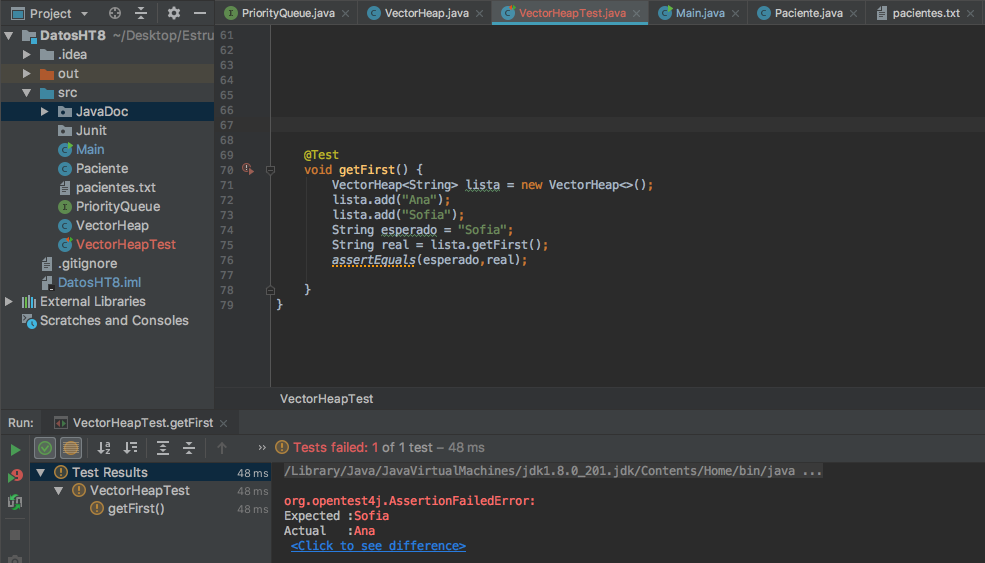 Project
PriorityQueue.java
VectorHeap.java
VectorHeapTest.java
Main.java
Paciente.java
pacientes.txt
DatosHT8 ~/Desktop/Estru
.idea
out
src
JavaDoc
Junit
Main
Paciente
pacientes.txt
PriorityQueue
VectorHeap
VectorHeapTest
.gitignore
DatosHT8.iml
External Libraries
Scratches and Consoles
61
62
63
64
65
66
67
68
69 @Test
70 void getFirst() {
71 VectorHeap<String> lista = new VectorHeap<>();
72 lista.add("Ana");
73 lista.add("Sofia");
74 String esperado = "Sofia";
75 String real = lista.getFirst();
76 assertEquals(esperado,real);
77
78 }
79 }
VectorHeapTest
Run: VectorHeapTest.getFirst
Tests failed: 1 of 1 test – 48 ms
Test Results 48 ms
VectorHeapTest 48 ms
getFirst() 48 ms
/Library/Java/JavaVirtualMachines/jdk1.8.0_201.jdk/Contents/Home/bin/java ...
org.opentest4j.AssertionFailedError:
Expected :Sofia
Actual :Ana
<Click to see difference>